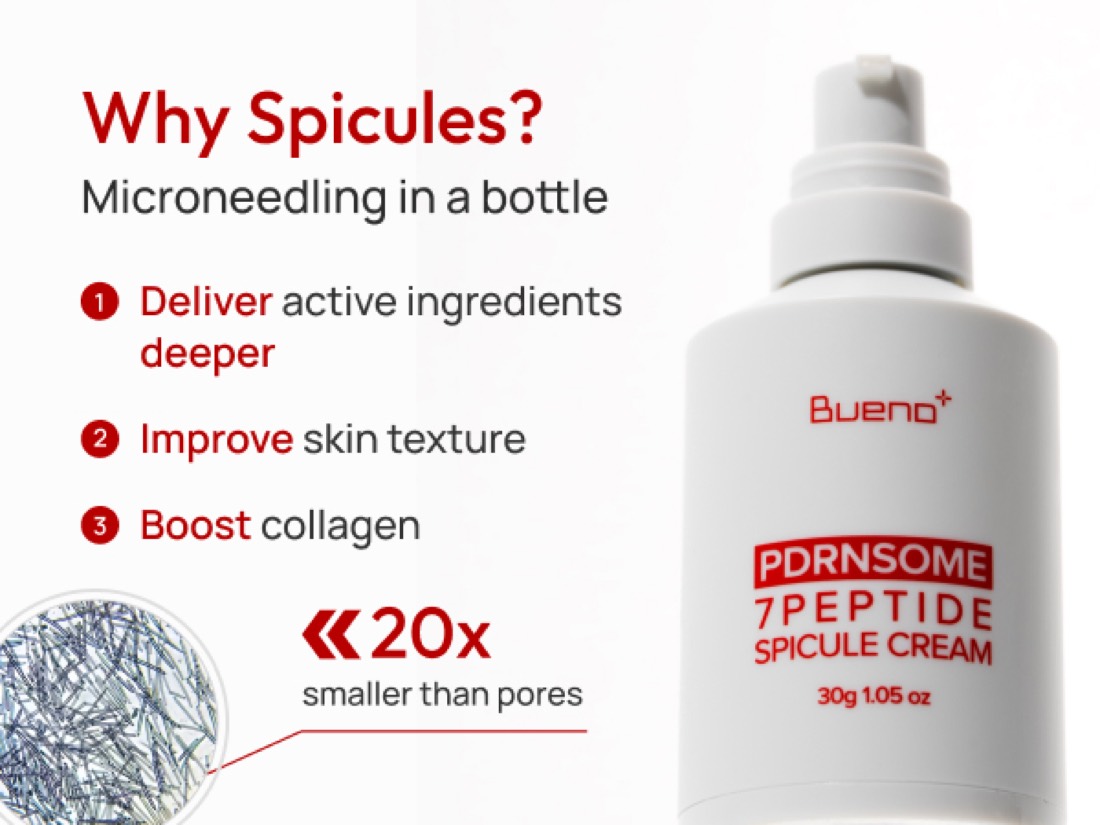 Why Spicules?
Microneedling in a bottle
1 Deliver active ingredients
deeper
2 Improve skin texture
3 Boost collagen
20x
smaller than pores
Bueno+
PDRNSOME
7PEPTIDE
SPICULE CREAM
30g 1.05 oz